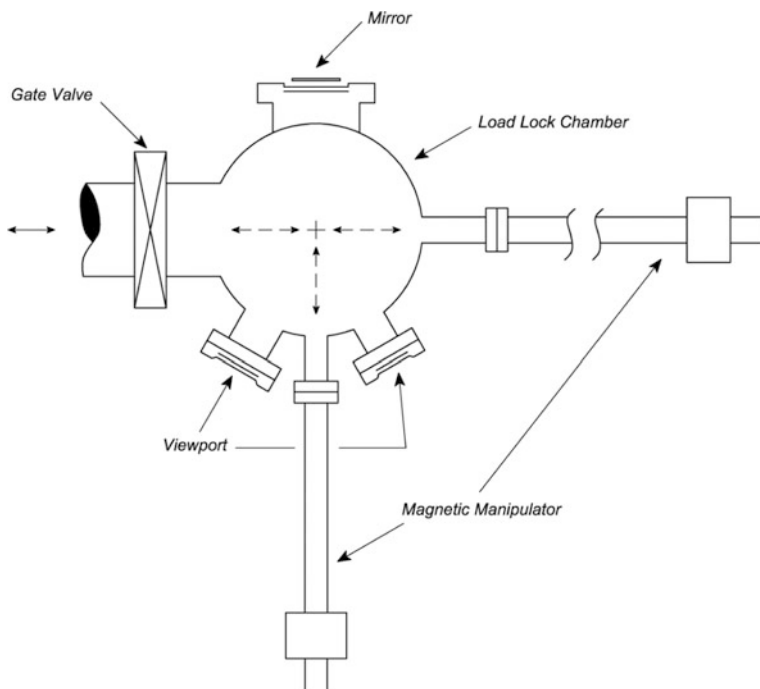 Mirror
Gate Valve
Load Lock Chamber
Viewport
Magnetic Manipulator